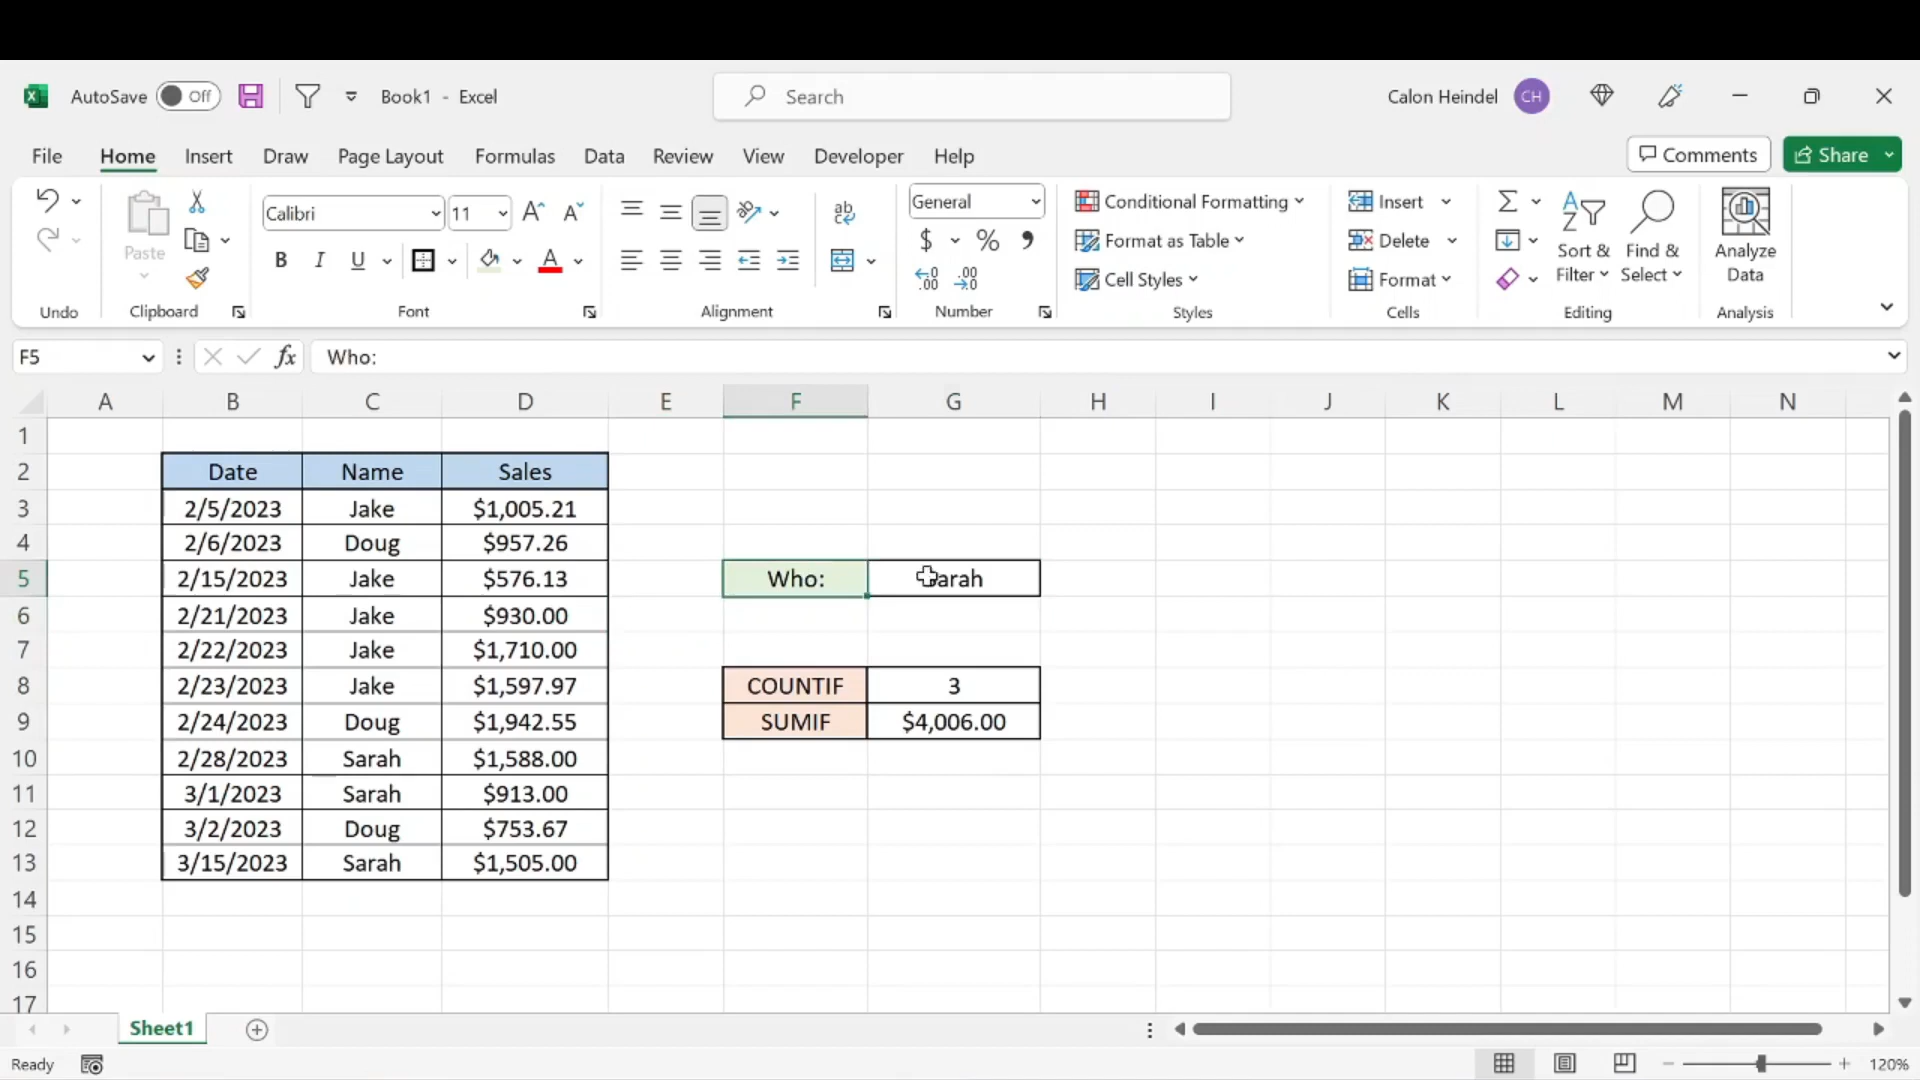 AutoSave Off Book1 - Excel Search Calon Heindel CH
File Home Insert Draw Page Layout Formulas Data Review View Developer Help Comments Share
Calibri 11 General Conditional Formatting Insert
Paste $ % Format as Table Delete Sort & Find & Analyze
B I U A Cell Styles Format Filter Select Data
Undo Clipboard Font Alignment Number Styles Cells Editing Analysis
F5 fx Who:
A B C D E F G H I J K L M N
1
2 Date Name Sales
3 2/5/2023 Jake $1,005.21
4 2/6/2023 Doug $957.26
5 2/15/2023 Jake $576.13 Who: Sarah
6 2/21/2023 Jake $930.00
7 2/22/2023 Jake $1,710.00
8 2/23/2023 Jake $1,597.97 COUNTIF 3
9 2/24/2023 Doug $1,942.55 SUMIF $4,006.00
10 2/28/2023 Sarah $1,588.00
11 3/1/2023 Sarah $913.00
12 3/2/2023 Doug $753.67
13 3/15/2023 Sarah $1,505.00
14
15
16
17
Sheet1
Ready 120%